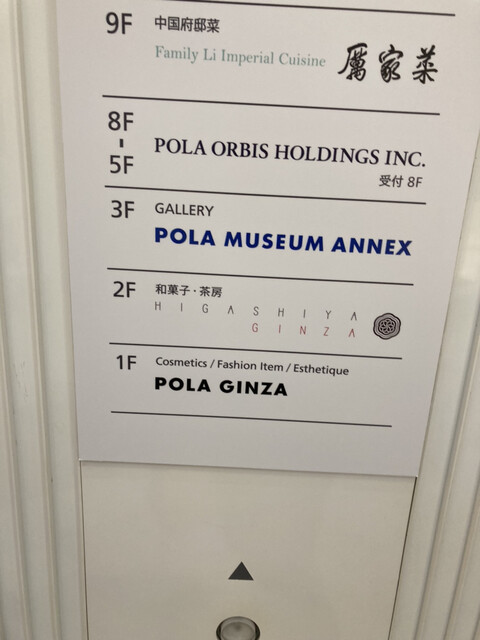 9F 中国府邸菜
Family Li Imperial Cuisine 厲家菜
8F
5F
POLA ORBIS HOLDINGS INC.
受付 8F
3F GALLERY
POLA MUSEUM ANNEX
2F 和菓子・茶房
HIGASHIYA
GINZA
1F Cosmetics / Fashion Item / Esthetique
POLA GINZA